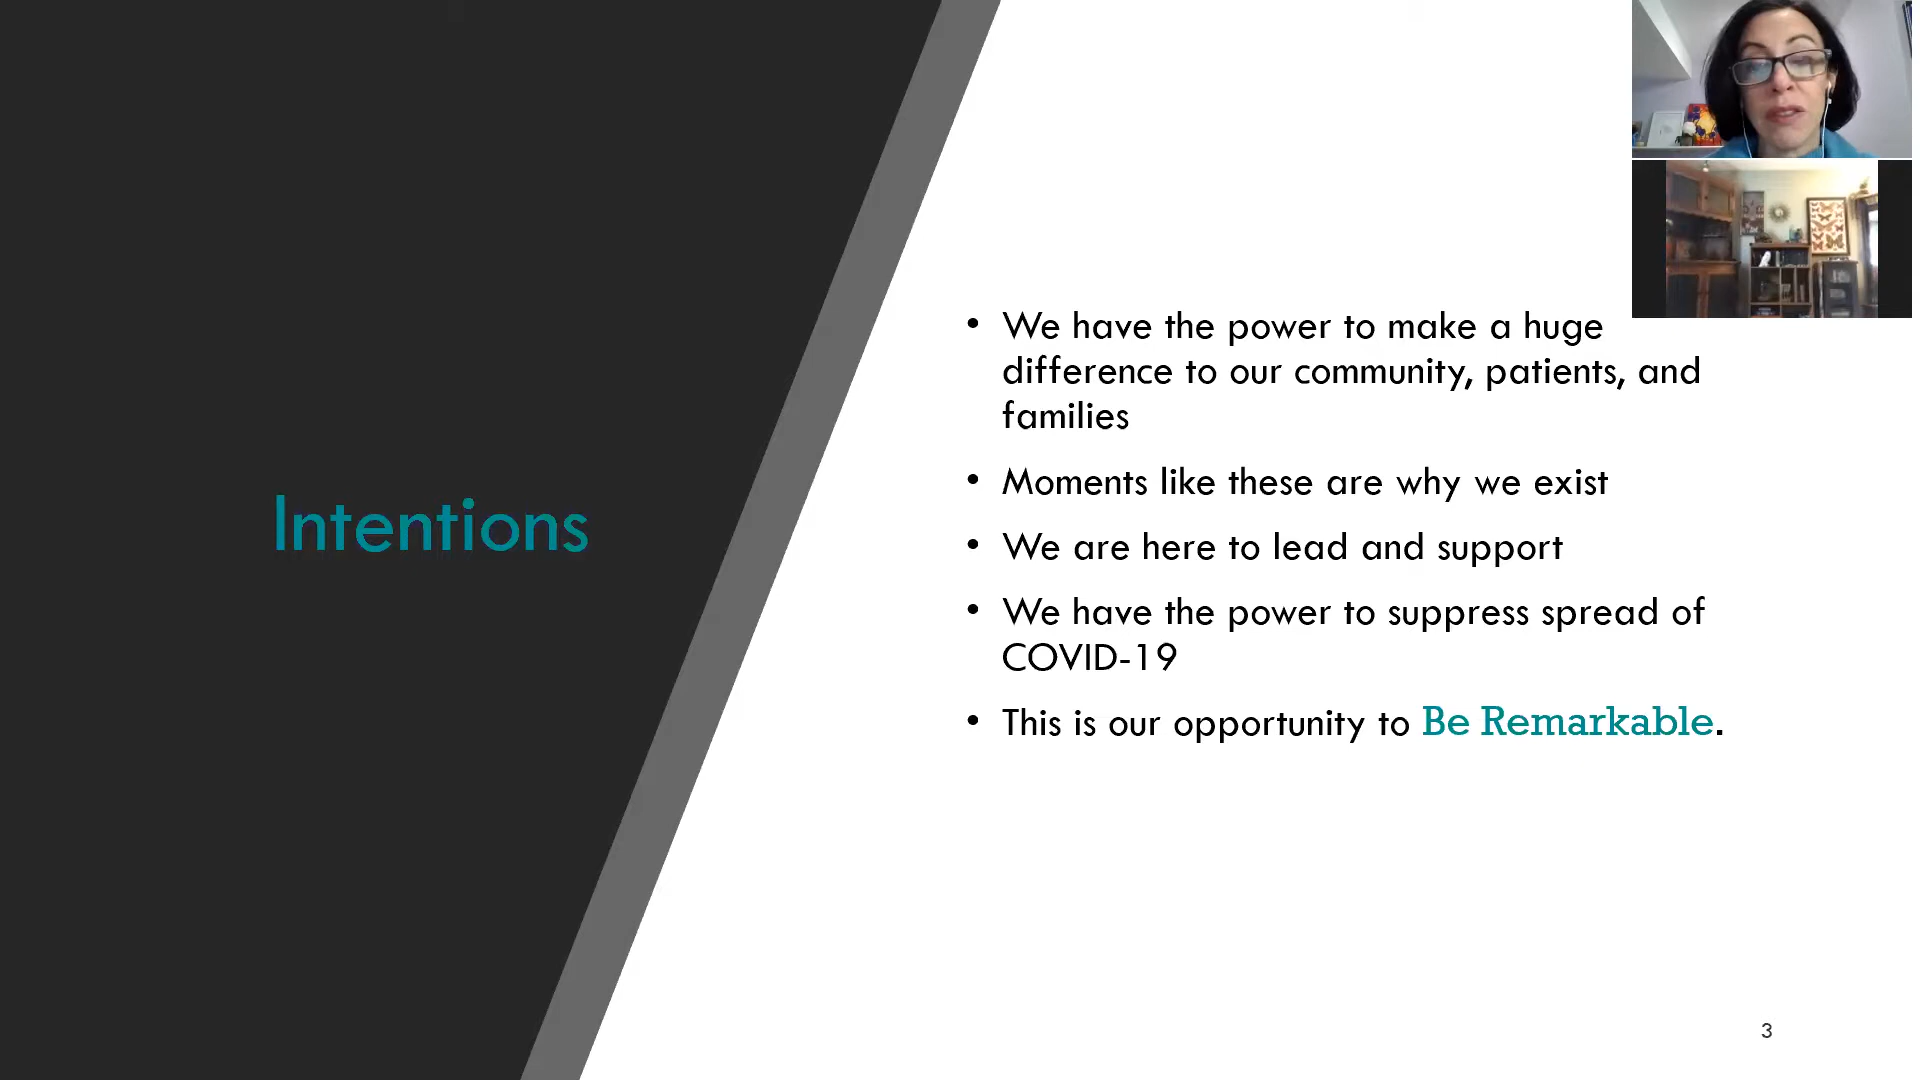 Intentions
• We have the power to make a huge
difference to our community, patients, and
families
• Moments like these are why we exist
• We are here to lead and support
• We have the power to suppress spread of
COVID-19
• This is our opportunity to Be Remarkable.
3